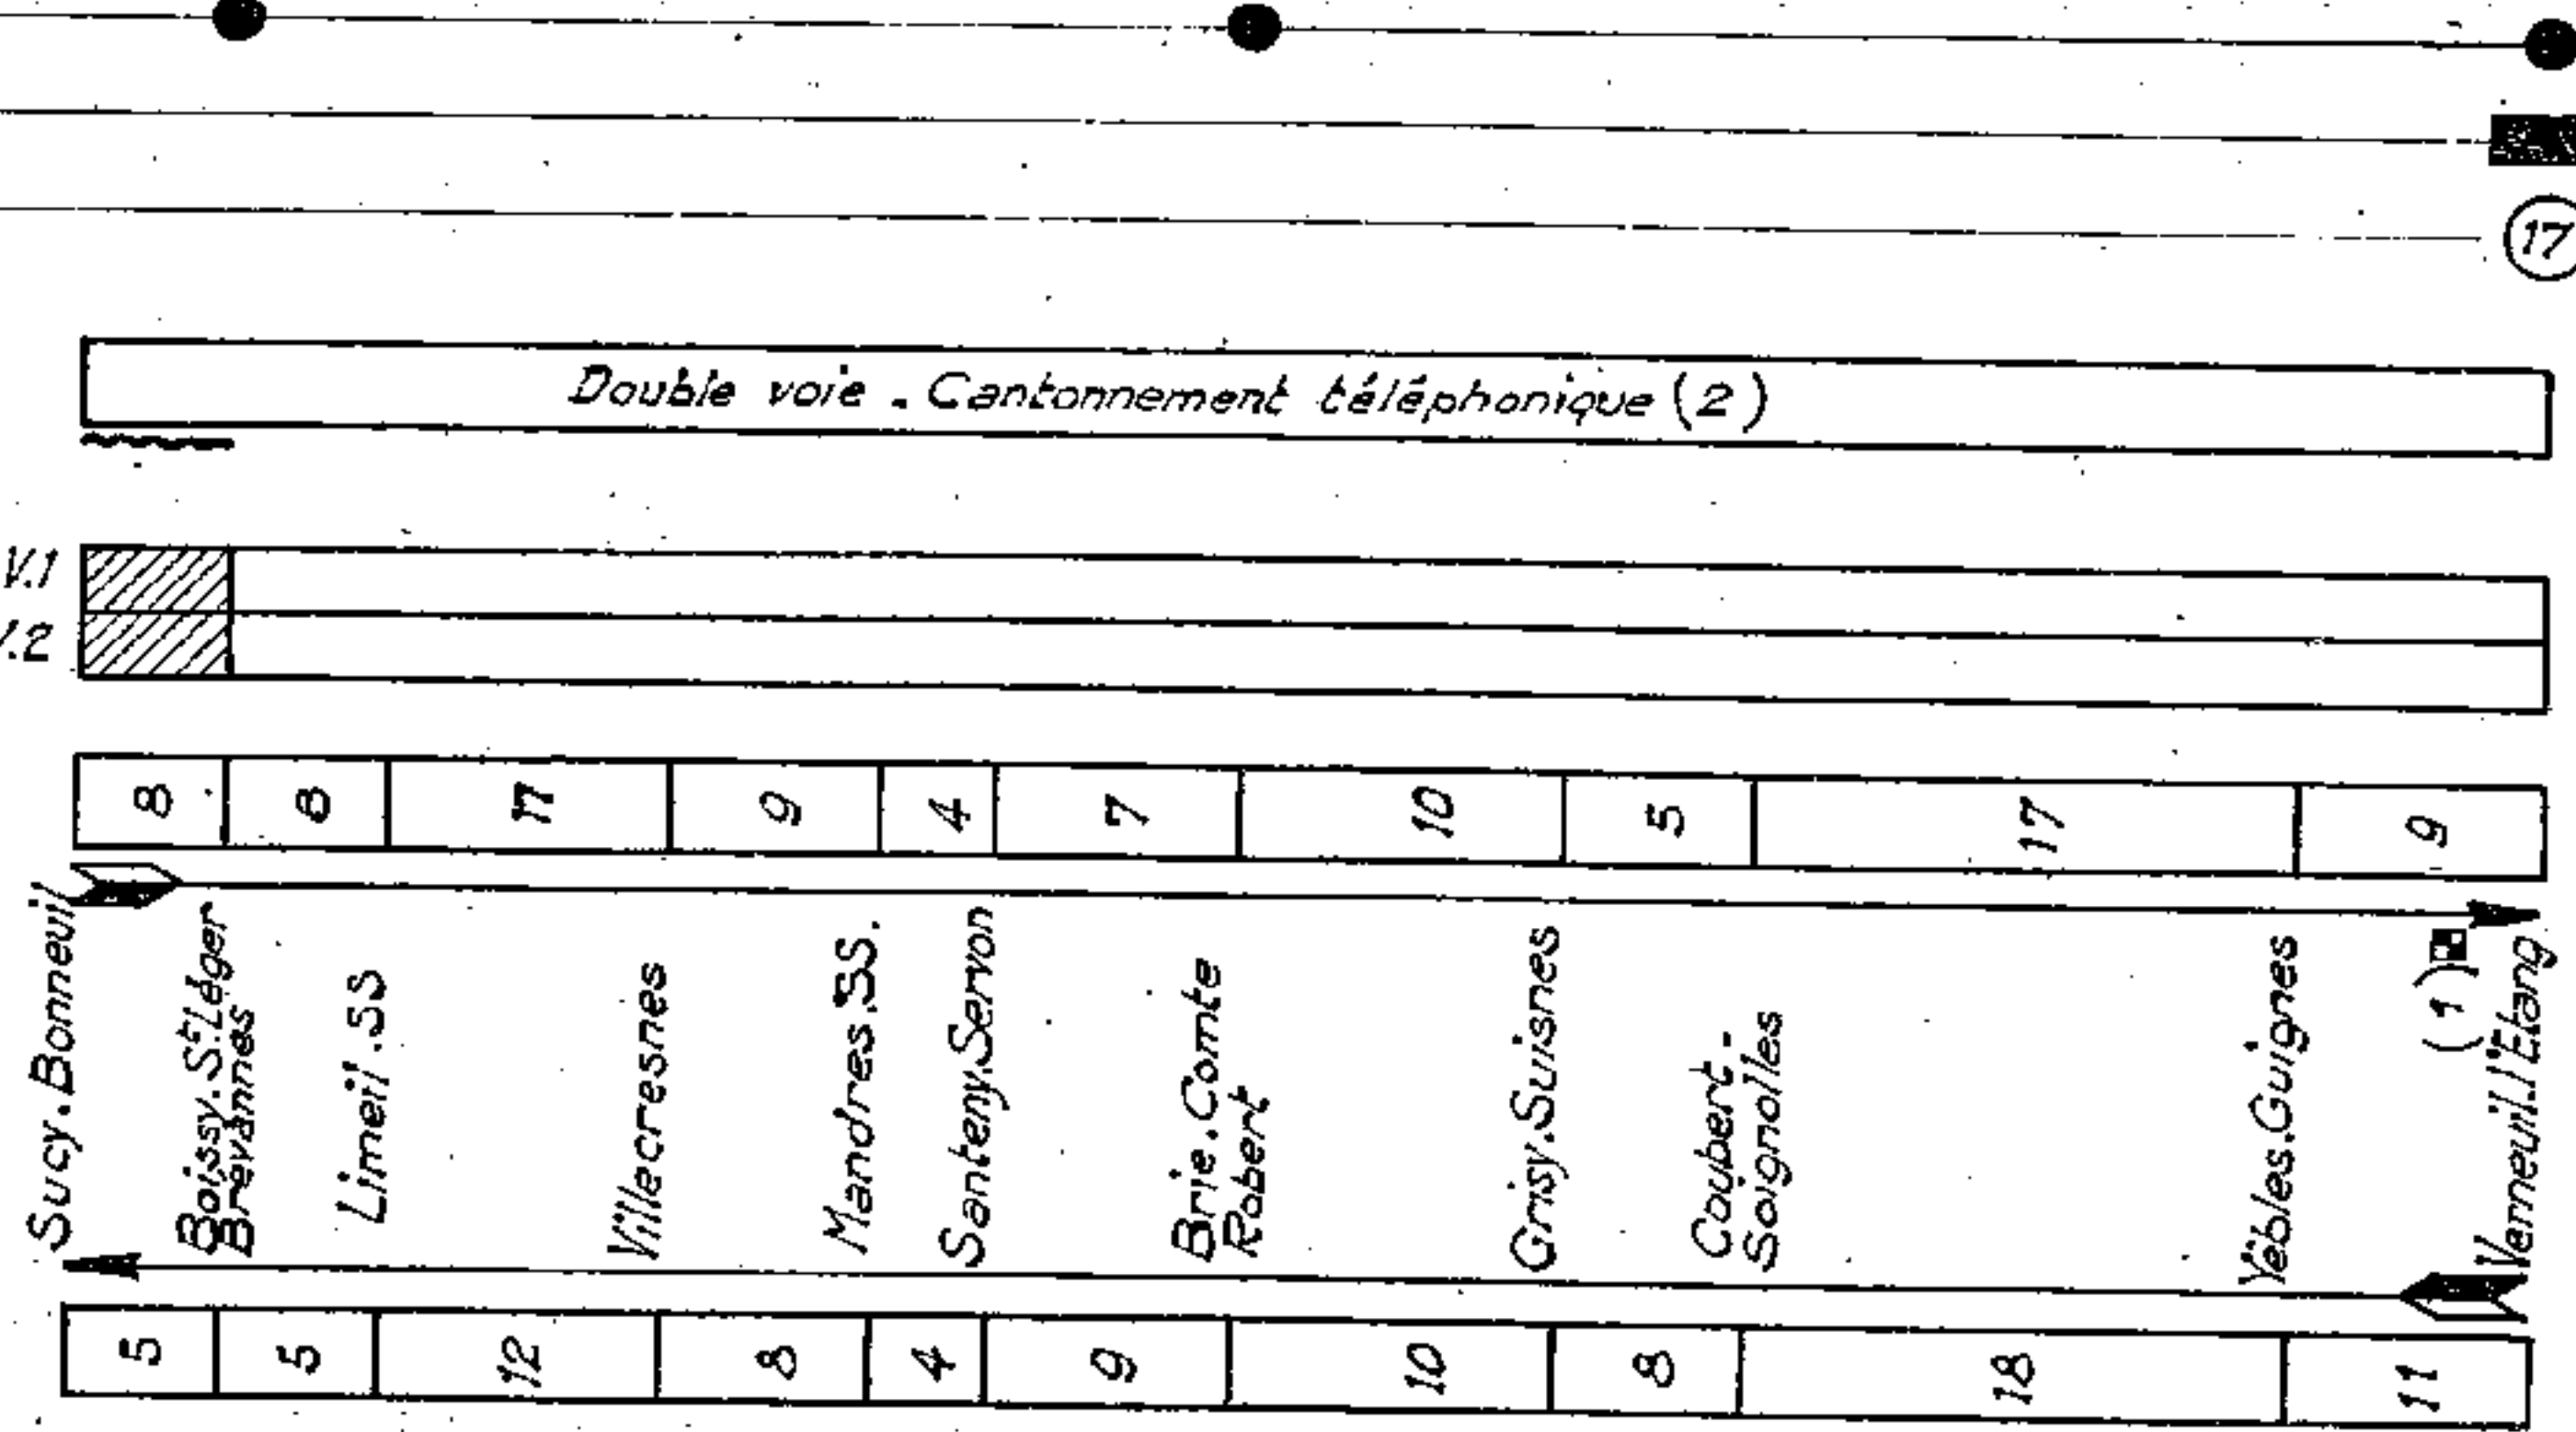 17
Double voie. Cantonnement téléphonique (2)
V.1
V.2
8 8 9 4 7 10 5 17 9
Sucy.Bonneuil
Boissy.St Léger
Brévannes
Limeil.SS
Villecresnes
Mandres.SS.
Santeny.Servon
Brie.Comte
Robert
Grisy.Suisnes
Coubert-
Soignolles
Yèbles.Guignes
(1)
Verneuil.l'Etang
5 5 12 8 4 9 10 8 18 11